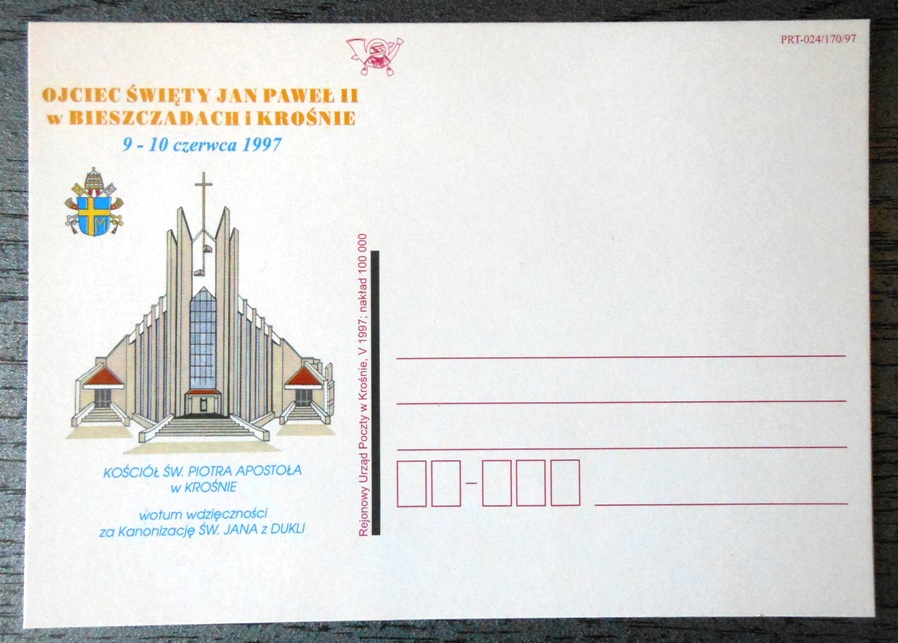 PRT-024/170/97
OJCIEC ŚWIĘTY JAN PAWEŁ II
w BIESZCZADACH i KROŚNIE
9 - 10 czerwca 1997
M
KOŚCIÓŁ ŚW. PIOTRA APOSTOŁA
w KROŚNIE
wotum wdzięczności
za Kanonizację ŚW. JANA z DUKLI
Rejonowy Urząd Poczty w Krośnie, V 1997; nakład 100 000